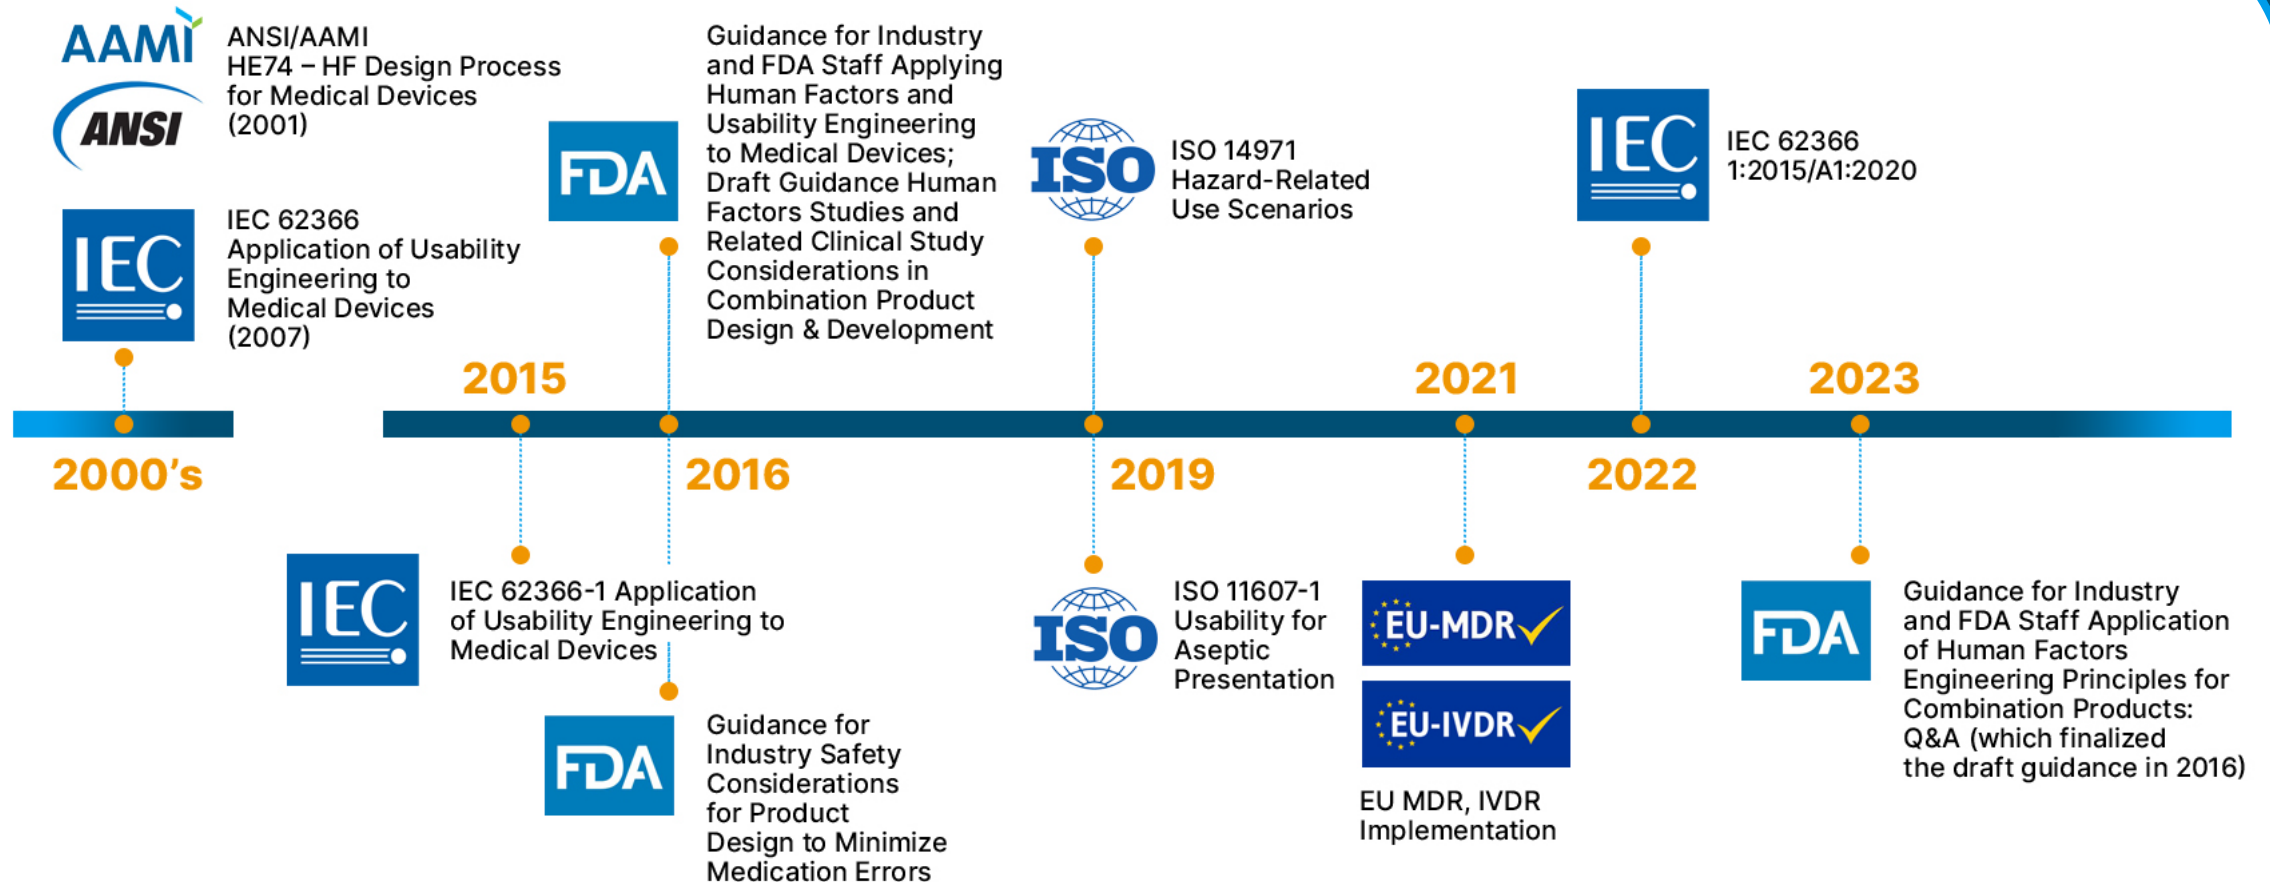 AAMI
ANSI
ANSI/AAMI
HE74 – HF Design Process
for Medical Devices
(2001)
IEC
IEC 62366
Application of Usability
Engineering to
Medical Devices
(2007)
2000's
2015
IEC
IEC 62366-1 Application
of Usability Engineering to
Medical Devices
FDA
Guidance for Industry
and FDA Staff Applying
Human Factors and
Usability Engineering
to Medical Devices;
Draft Guidance Human
Factors Studies and
Related Clinical Study
Considerations in
Combination Product
Design & Development
2016
FDA
Guidance for
Industry Safety
Considerations
for Product
Design to Minimize
Medication Errors
ISO
ISO 14971
Hazard-Related
Use Scenarios
2019
ISO
ISO 11607-1
Usability for
Aseptic
Presentation
2021
EU-MDR
EU-IVDR
EU MDR, IVDR
Implementation
IEC
IEC 62366
1:2015/A1:2020
2022
2023
FDA
Guidance for Industry
and FDA Staff Application
of Human Factors
Engineering Principles for
Combination Products:
Q&A (which finalized
the draft guidance in 2016)